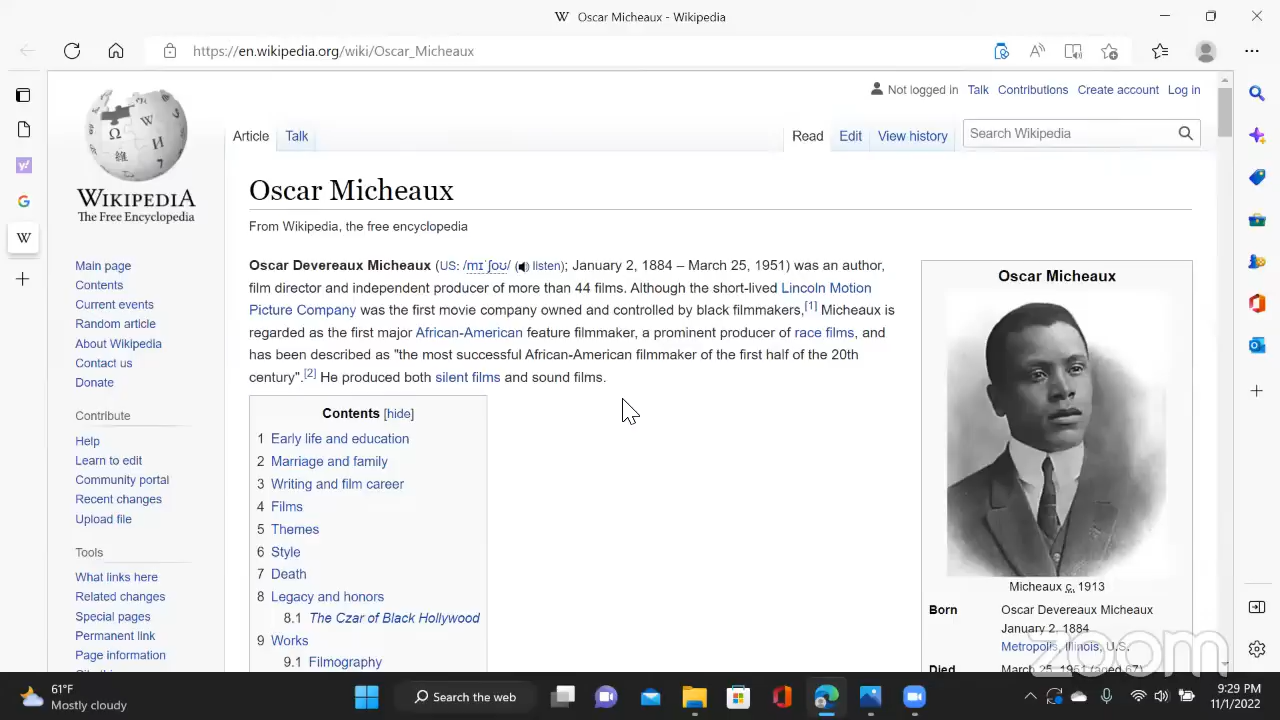 Oscar Micheaux - Wikipedia
https://en.wikipedia.org/wiki/Oscar_Micheaux
Not logged in Talk Contributions Create account Log in
Article Talk Read Edit View history Search Wikipedia
WIKIPEDIA
The Free Encyclopedia
Main page
Contents
Current events
Random article
About Wikipedia
Contact us
Donate
Contribute
Help
Learn to edit
Community portal
Recent changes
Upload file
Tools
What links here
Related changes
Special pages
Permanent link
Page information
Oscar Micheaux
From Wikipedia, the free encyclopedia
Oscar Devereaux Micheaux (US: /mɪˈʃoʊ/ (listen); January 2, 1884 – March 25, 1951) was an author,
film director and independent producer of more than 44 films. Although the short-lived Lincoln Motion
Picture Company was the first movie company owned and controlled by black filmmakers,[1] Micheaux is
regarded as the first major African-American feature filmmaker, a prominent producer of race films, and
has been described as "the most successful African-American filmmaker of the first half of the 20th
century".[2] He produced both silent films and sound films.
Contents [hide]
1 Early life and education
2 Marriage and family
3 Writing and film career
4 Films
5 Themes
6 Style
7 Death
8 Legacy and honors
8.1 The Czar of Black Hollywood
9 Works
9.1 Filmography
Oscar Micheaux
Micheaux c. 1913
Born Oscar Devereaux Micheaux
January 2, 1884
Metropolis, Illinois, U.S.
Died March 25, 1951 (aged 67)
zoom
61°F
Mostly cloudy
Search the web
9:29 PM
11/1/2022